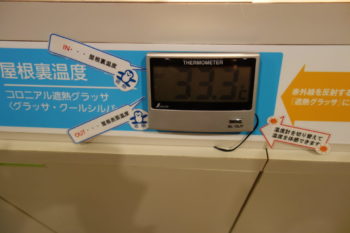 IN・・・屋根裏温度
屋根裏温度
コロニアル遮熱グラッサ
(グラッサ・クールシルバ
OUT・・・屋根表面温度
THERMOMETER
33.3℃
IN OUT
赤外線を反射する
「遮熱グラッサ」に
温度計を切り替えて
温度を体感できます